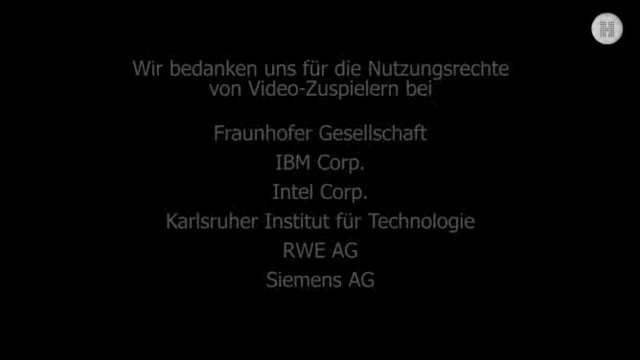 H
Wir bedanken uns für die Nutzungsrechte
von Video-Zuspielern bei
Fraunhofer Gesellschaft
IBM Corp.
Intel Corp.
Karlsruher Institut für Technologie
RWE AG
Siemens AG